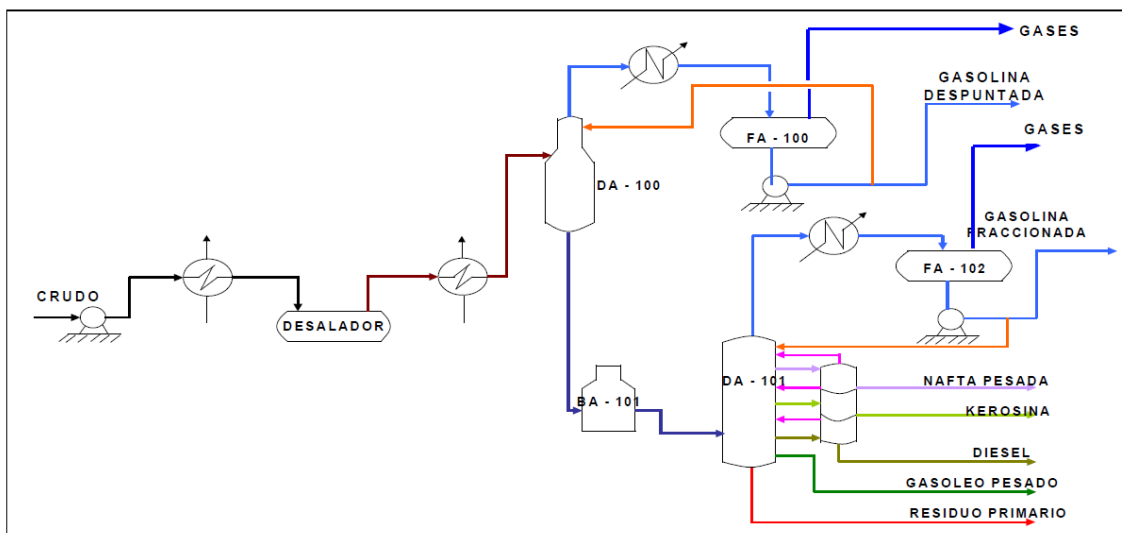 GASES
GASOLINA
DESPUNTADA
FA - 100
GASES
DA - 100
GASOLINA
FRACCIONADA
FA - 102
CRUDO
DESALADOR
DA - 101
NAFTA PESADA
BA - 101
KEROSINA
DIESEL
GASOLEO PESADO
RESIDUO PRIMARIO